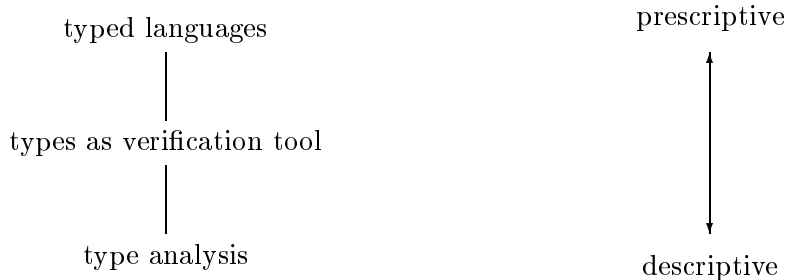 typed languages
prescriptive
types as verification tool
type analysis
descriptive